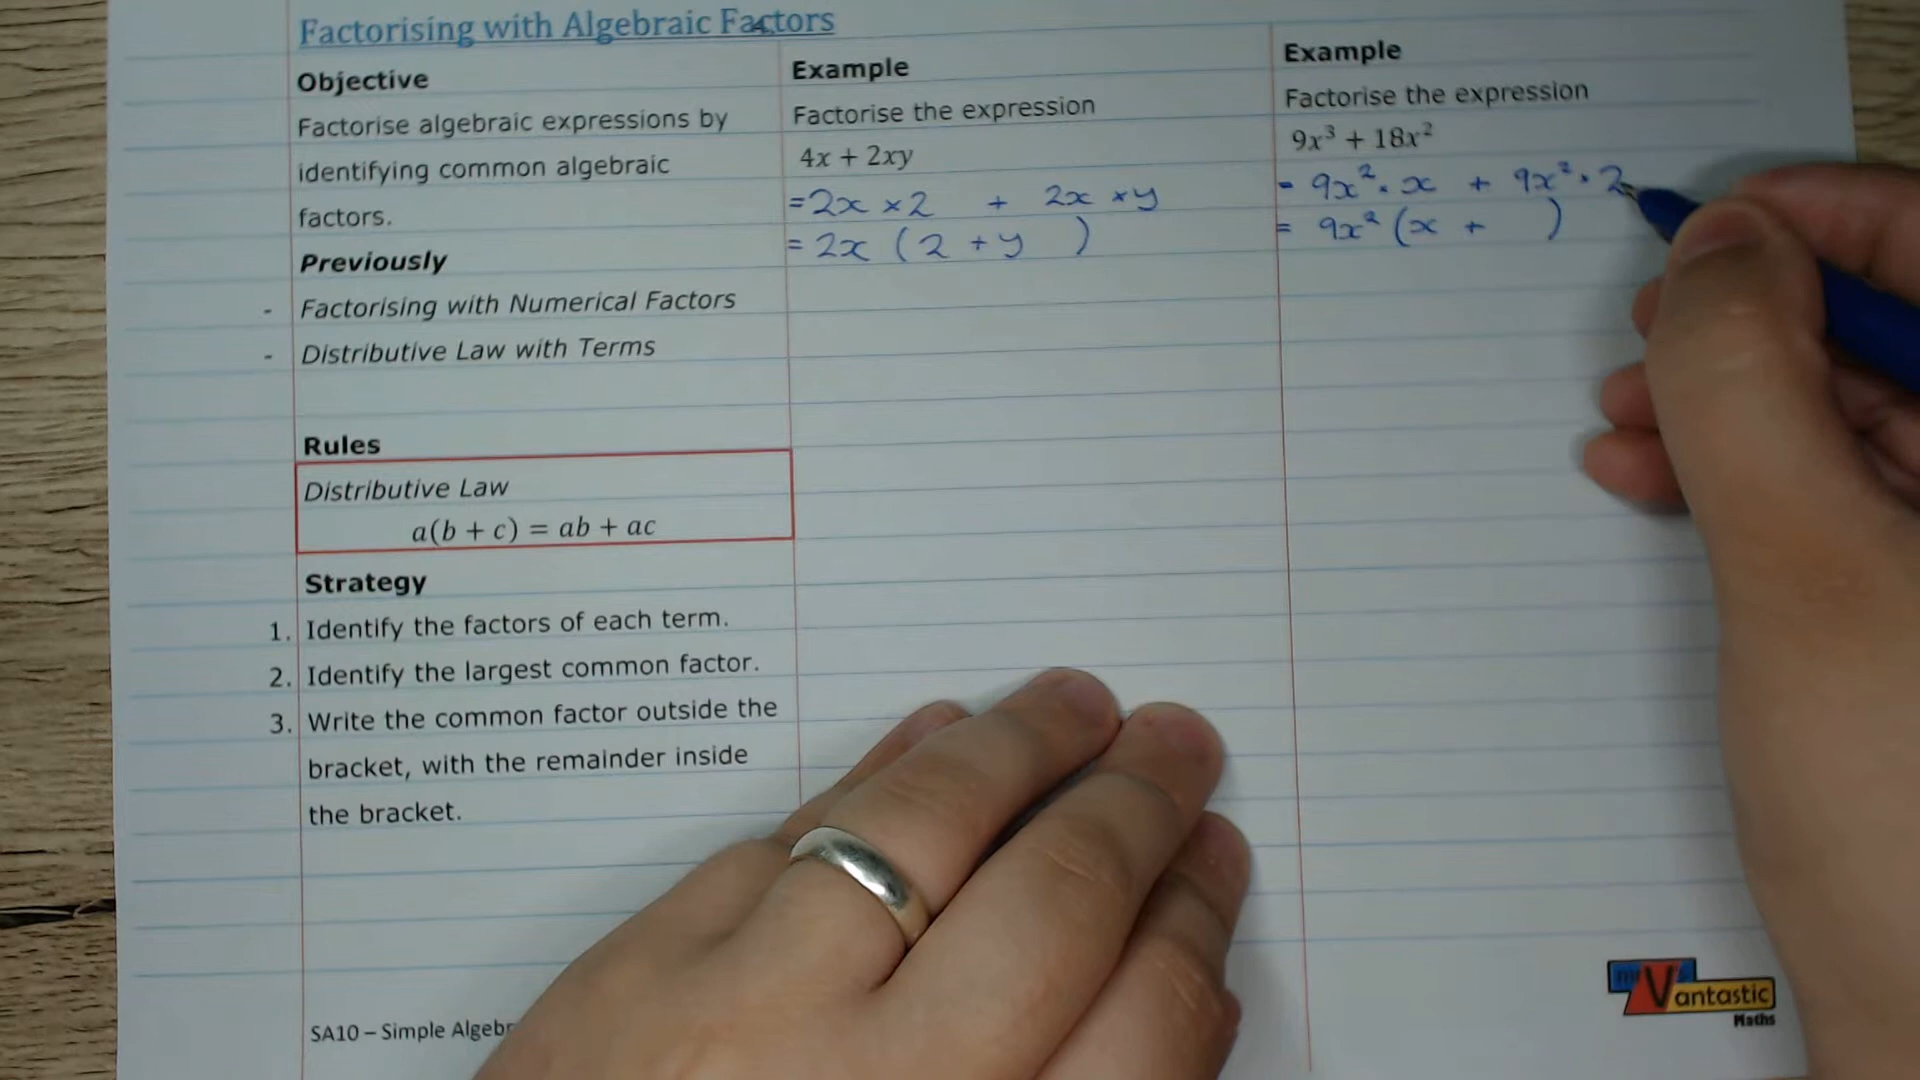 Factorising with Algebraic Factors
Objective
Factorise algebraic expressions by
identifying common algebraic
factors.
Previously
- Factorising with Numerical Factors
- Distributive Law with Terms
Rules
Distributive Law
a(b + c) = ab + ac
Strategy
1. Identify the factors of each term.
2. Identify the largest common factor.
3. Write the common factor outside the
bracket, with the remainder inside
the bracket.
SA10 – Simple Algebr
Example
Factorise the expression
4x + 2xy
= 2x × 2 + 2x × y
= 2x ( 2 + y )
Example
Factorise the expression
9x³ + 18x²
= 9x² · x + 9x² · 2
= 9x² ( x + )
my Vantastic
Maths